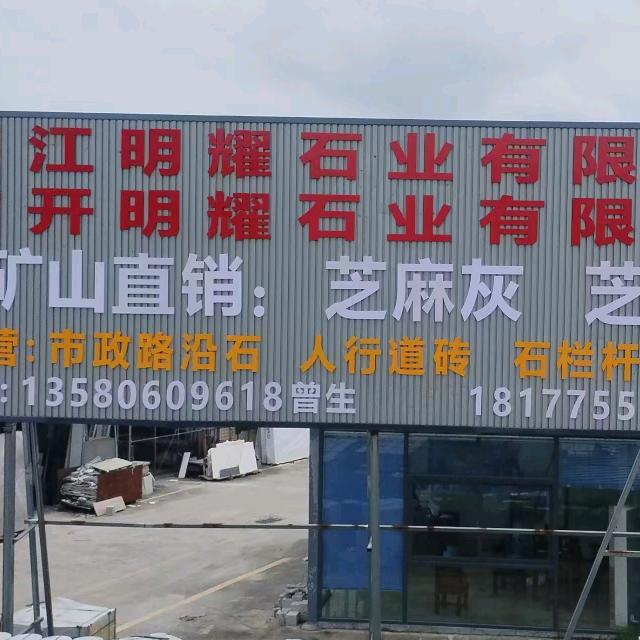 江明耀石业有限
开明耀石业有限
矿山直销：芝麻灰 芝
营：市政路沿石 人行道砖 石栏杆
：13580609618曾生 1817755